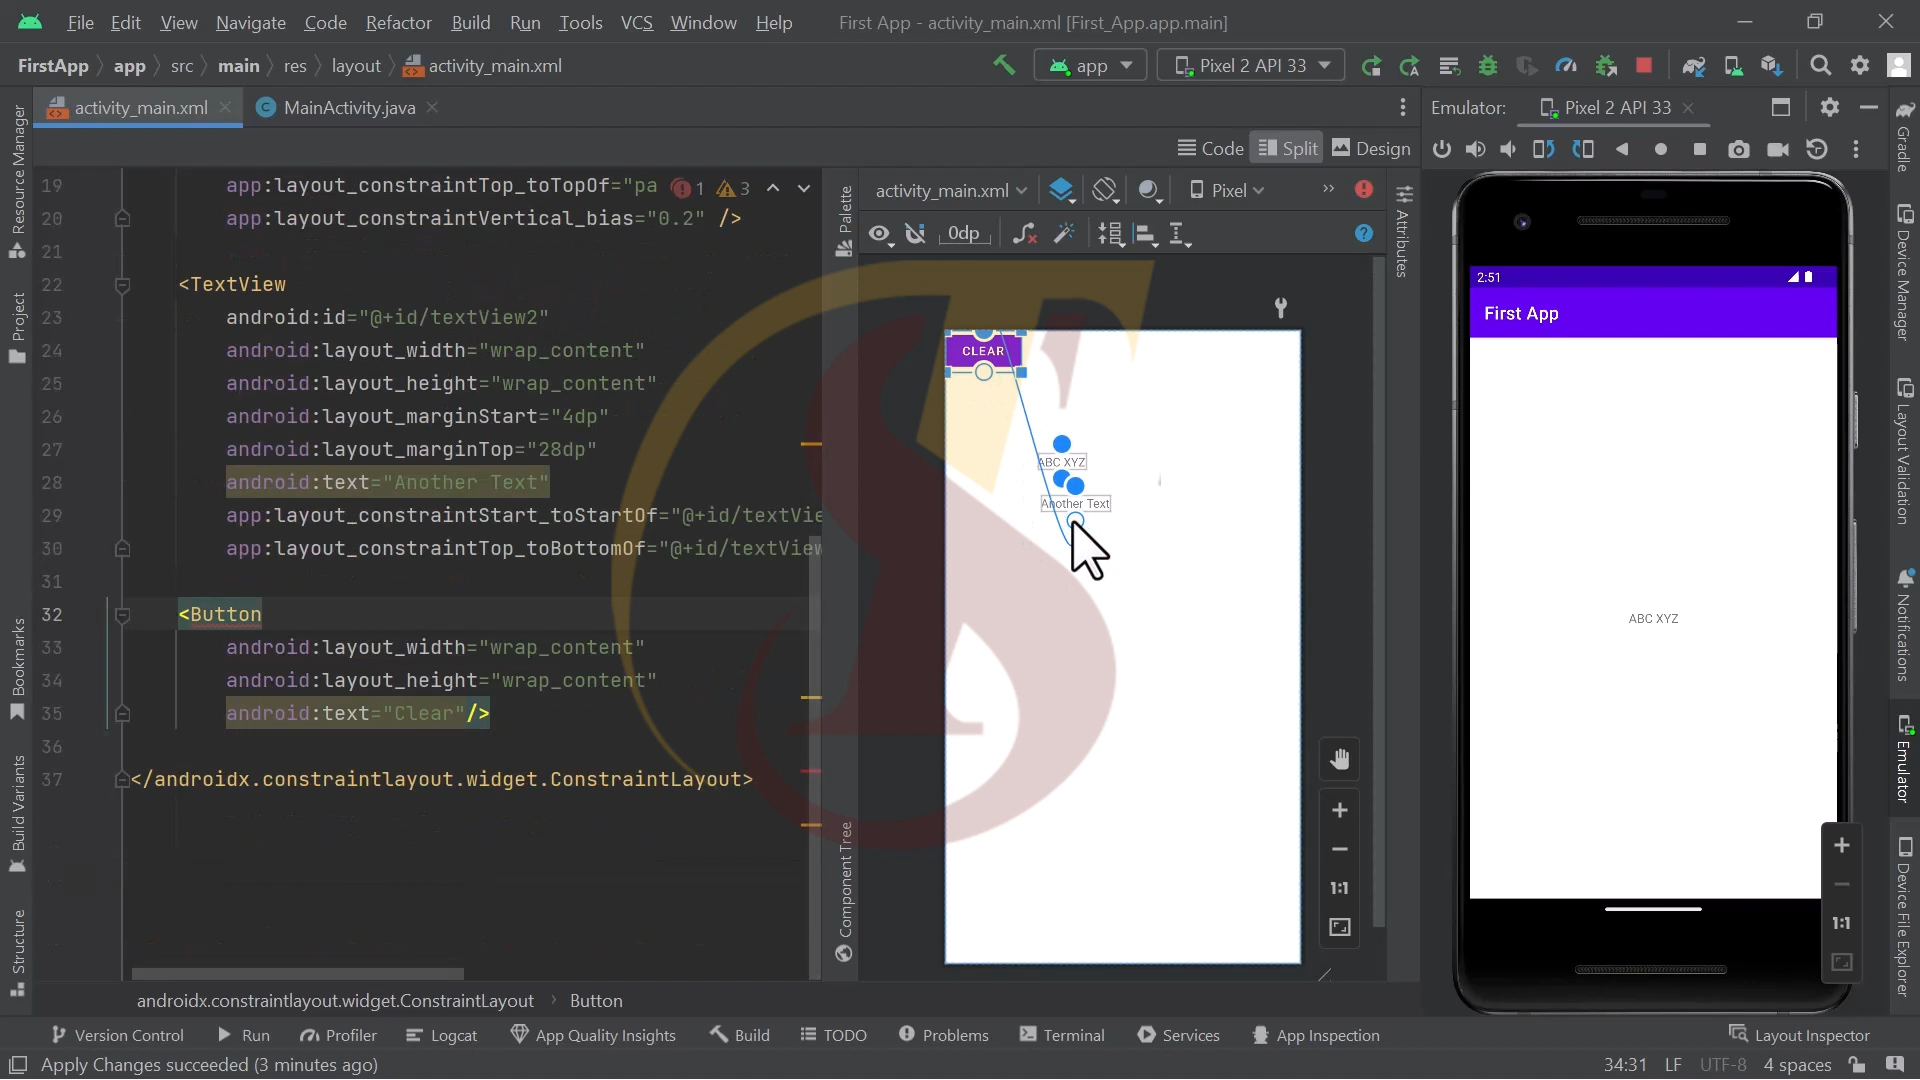 File Edit View Navigate Code Refactor Build Run Tools VCS Window Help First App - activity_main.xml [First_App.app.main]
FirstApp app src main res layout activity_main.xml app Pixel 2 API 33
activity_main.xml MainActivity.java Emulator: Pixel 2 API 33
Code Split Design
19 app:layout_constraintTop_toTopOf="pa 1 3
20 app:layout_constraintVertical_bias="0.2" />
21
22 <TextView
23 android:id="@+id/textView2"
24 android:layout_width="wrap_content"
25 android:layout_height="wrap_content"
26 android:layout_marginStart="4dp"
27 android:layout_marginTop="28dp"
28 android:text="Another Text"
29 app:layout_constraintStart_toStartOf="@+id/textVie
30 app:layout_constraintTop_toBottomOf="@+id/textView
31
32 <Button
33 android:layout_width="wrap_content"
34 android:layout_height="wrap_content"
35 android:text="Clear"/>
36
37 </androidx.constraintlayout.widget.ConstraintLayout>
androidx.constraintlayout.widget.ConstraintLayout Button
Resource Manager
Project
Bookmarks
Build Variants
Structure
Palette
Component Tree
activity_main.xml Pixel
0dp
CLEAR
ABC XYZ
Another Text
1:1
Attributes
2:51
First App
ABC XYZ
1:1
Gradle
Device Manager
Layout Validation
Notifications
Emulator
Device File Explorer
Version Control Run Profiler Logcat App Quality Insights Build TODO Problems Terminal Services App Inspection Layout Inspector
Apply Changes succeeded (3 minutes ago) 34:31 LF UTF-8 4 spaces